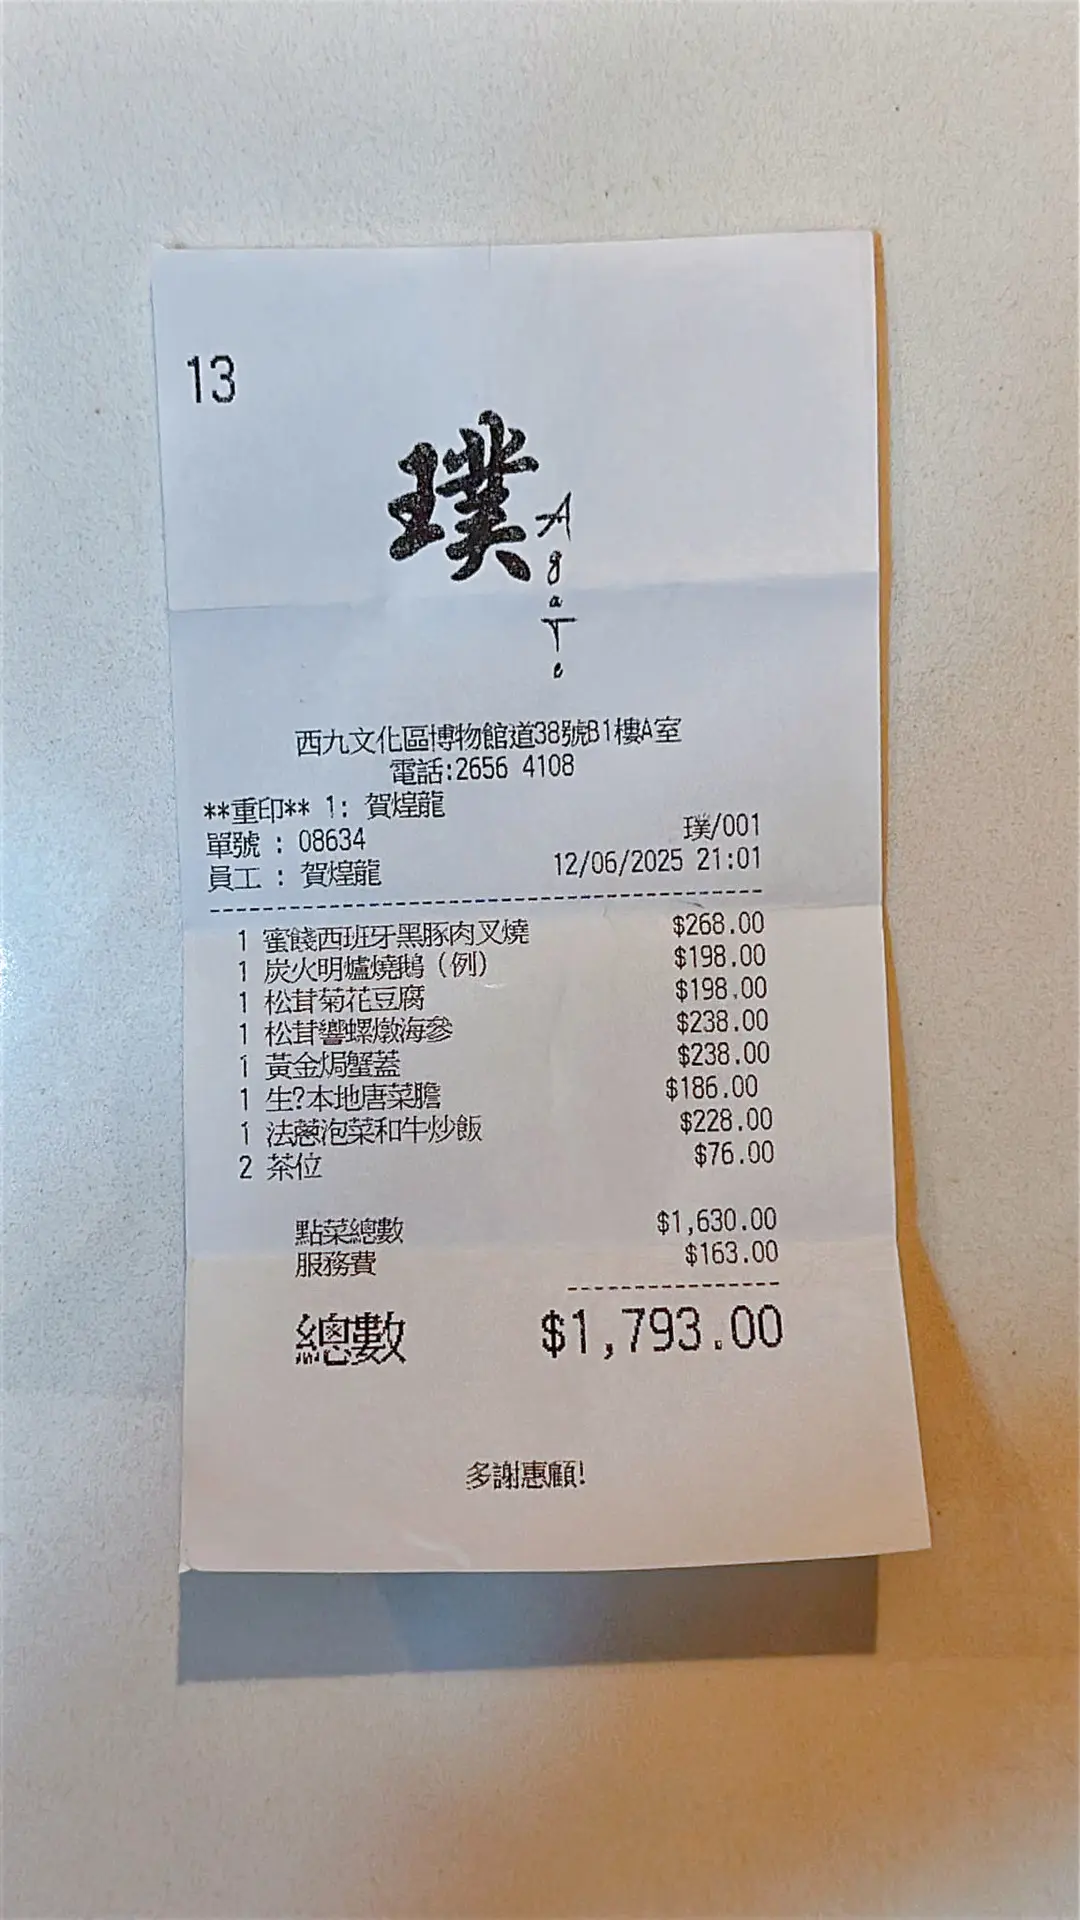 13
璞
Agate
西九文化區博物館道38號B1樓A室
電話:2656 4108
**重印** 1: 賀煌龍
單號 : 08634 璞/001
員工 : 賀煌龍 12/06/2025 21:01
1 蜜餞西班牙黑豚肉叉燒 $268.00
1 炭火明爐燒鵝（例） $198.00
1 松茸菊花豆腐 $198.00
1 松茸響螺燉海參 $238.00
1 黃金焗蟹蓋 $238.00
1 生?本地唐菜膽 $186.00
1 法蔥泡菜和牛炒飯 $228.00
2 茶位 $76.00
點菜總數 $1,630.00
服務費 $163.00
總數 $1,793.00
多謝惠顧!